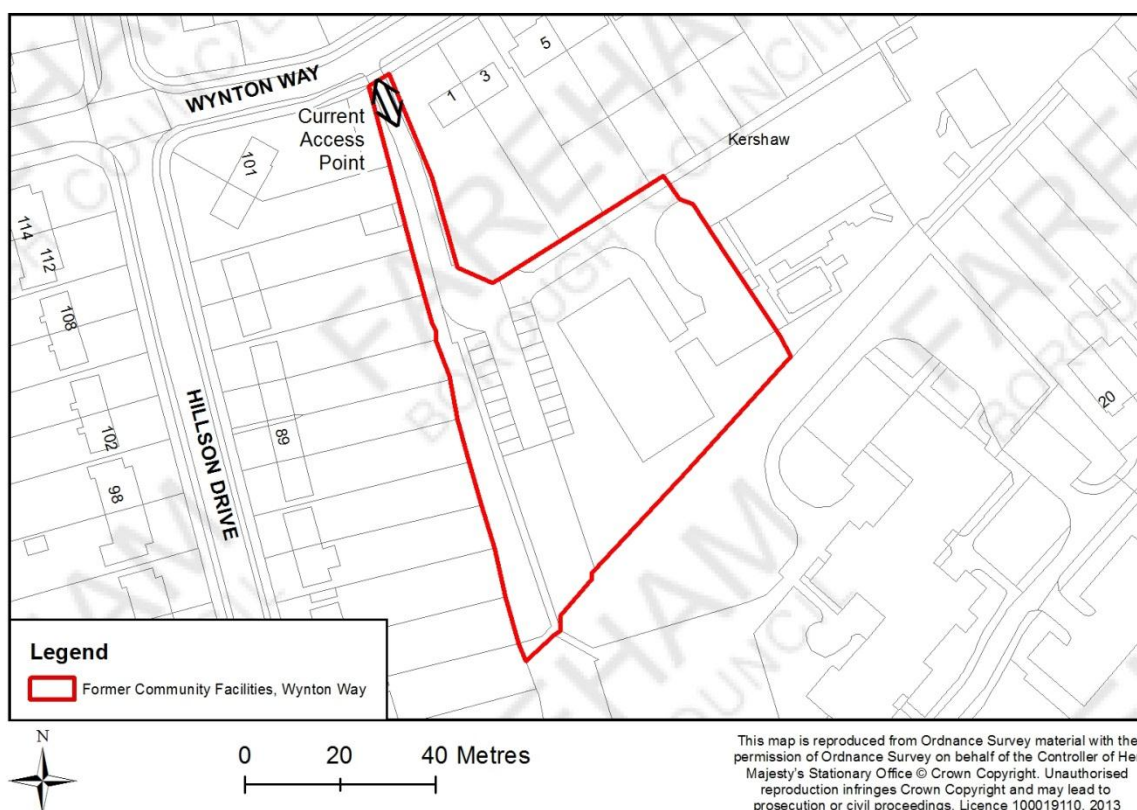 WYNTON WAY
Current
Access
Point
1
3
5
Kershaw
101
114
112
108
102
98
89
HILLSON DRIVE
20
FAREHAM
BOROUGH COUNCIL
Legend
Former Community Facilities, Wynton Way
N
0 20 40 Metres
This map is reproduced from Ordnance Survey material with the
permission of Ordnance Survey on behalf of the Controller of Her
Majesty's Stationary Office © Crown Copyright. Unauthorised
reproduction infringes Crown Copyright and may lead to
prosecution or civil proceedings. Licence 100019110. 2013